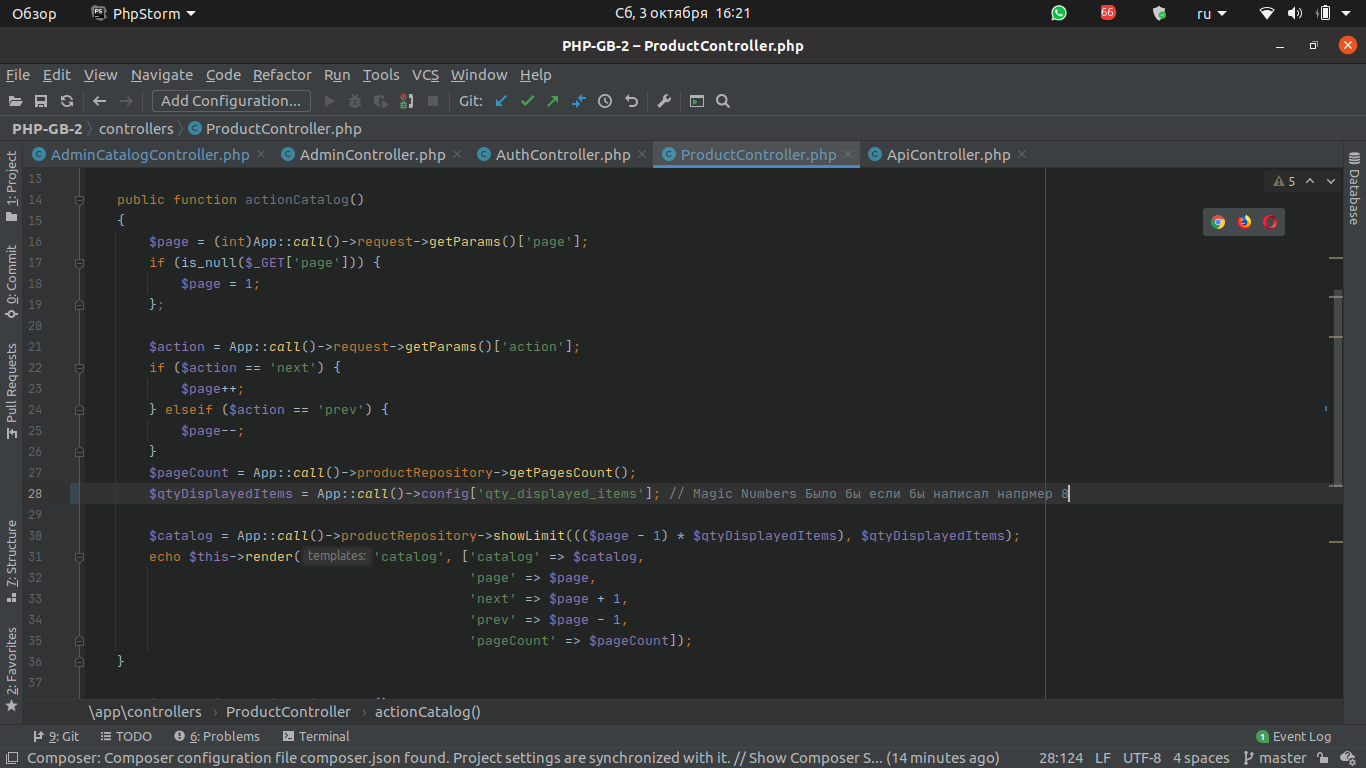 Обзор PhpStorm Сб, 3 октября 16:21 66 ru
PHP-GB-2 – ProductController.php
File Edit View Navigate Code Refactor Run Tools VCS Window Help
Add Configuration... Git:
PHP-GB-2 controllers ProductController.php
AdminCatalogController.php AdminController.php AuthController.php ProductController.php ApiController.php
1: Project
0: Commit
Pull Requests
7: Structure
2: Favorites
Database
5
13
14 public function actionCatalog()
15 {
16 $page = (int)App::call()->request->getParams()['page'];
17 if (is_null($_GET['page'])) {
18 $page = 1;
19 };
20
21 $action = App::call()->request->getParams()['action'];
22 if ($action == 'next') {
23 $page++;
24 } elseif ($action == 'prev') {
25 $page--;
26 }
27 $pageCount = App::call()->productRepository->getPagesCount();
28 $qtyDisplayedItems = App::call()->config['qty_displayed_items']; // Magic Numbers Было бы если бы написал напрмер 8
29
30 $catalog = App::call()->productRepository->showLimit((($page - 1) * $qtyDisplayedItems), $qtyDisplayedItems);
31 echo $this->render( templates: 'catalog', ['catalog' => $catalog,
32 'page' => $page,
33 'next' => $page + 1,
34 'prev' => $page - 1,
35 'pageCount' => $pageCount]);
36 }
37
\app\controllers › ProductController › actionCatalog()
9: Git TODO 6: Problems Terminal 1 Event Log
Composer: Composer configuration file composer.json found. Project settings are synchronized with it. // Show Composer S... (14 minutes ago) 28:124 LF UTF-8 4 spaces master